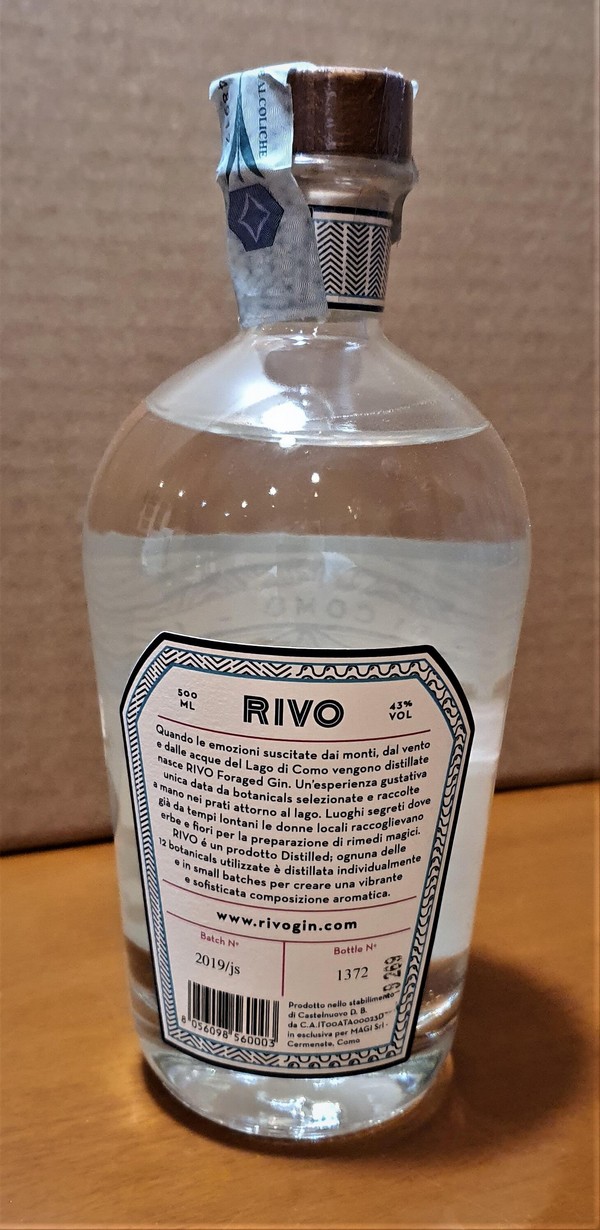 ALCOLICHE
COMO
500
ML
RIVO
43%
VOL
Quando le emozioni suscitate dai monti, dal vento
e dalle acque del Lago di Como vengono distillate
nasce RIVO Foraged Gin. Un'esperienza gustativa
unica data da botanicals selezionate e raccolte
a mano nei prati attorno al lago. Luoghi segreti dove
già da tempi lontani le donne locali raccoglievano
erbe e fiori per la preparazione di rimedi magici.
RIVO é un prodotto Distilled; ognuna delle
12 botanicals utilizzate è distillata individualmente
e in small batches per creare una vibrante
e sofisticata composizione aromatica.
www.rivogin.com
Batch N°
2019/js
Bottle N°
1372
8 056098 560003
Prodotto nello stabilimento
di Castelnuovo D. B.
da C.A.IT00ATA00023D
in esclusiva per MAGI Srl -
Cermenate, Como